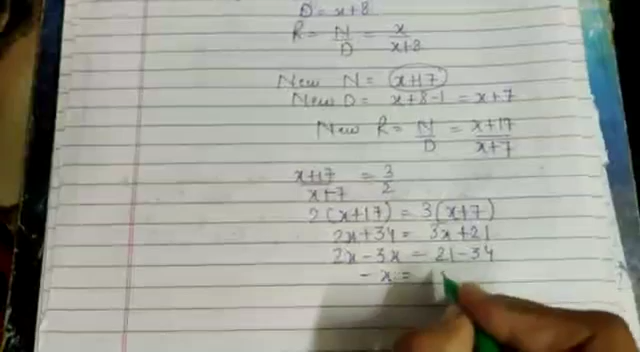 D = x+8
R = N/D = x/x+8
New N = x+17
New D = x+8-1 = x+7
New R = N/D = x+17/x+7
x+17/x+7 = 3/2
2(x+17) = 3(x+7)
2x+34 = 3x+21
2x-3x = 21-34
-x =